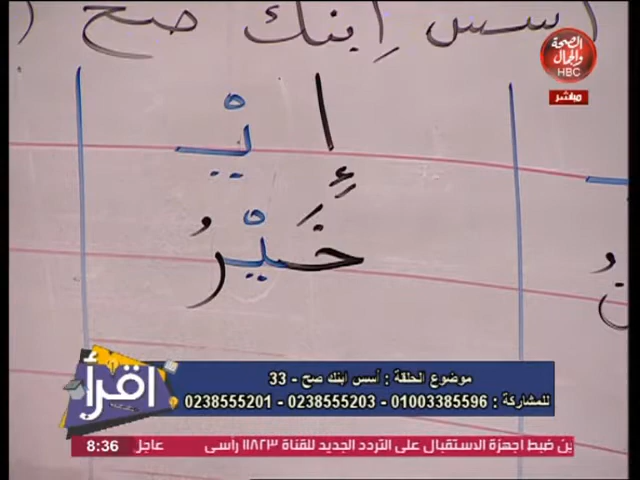 أسس إبنك صح (
الصحة والجمال
HBC
مباشر
إِ يْـ
خَيْرُ
نُ
اقرأ
موضوع الحلقة : أسس ابنك صح - 33
للمشاركة : 01003385596 - 0238555203 - 0238555201
ين ضبط اجهزة الاستقبال على التردد الجديد للقناة ١١٨٢٣ رأسى
عاجل
8:36